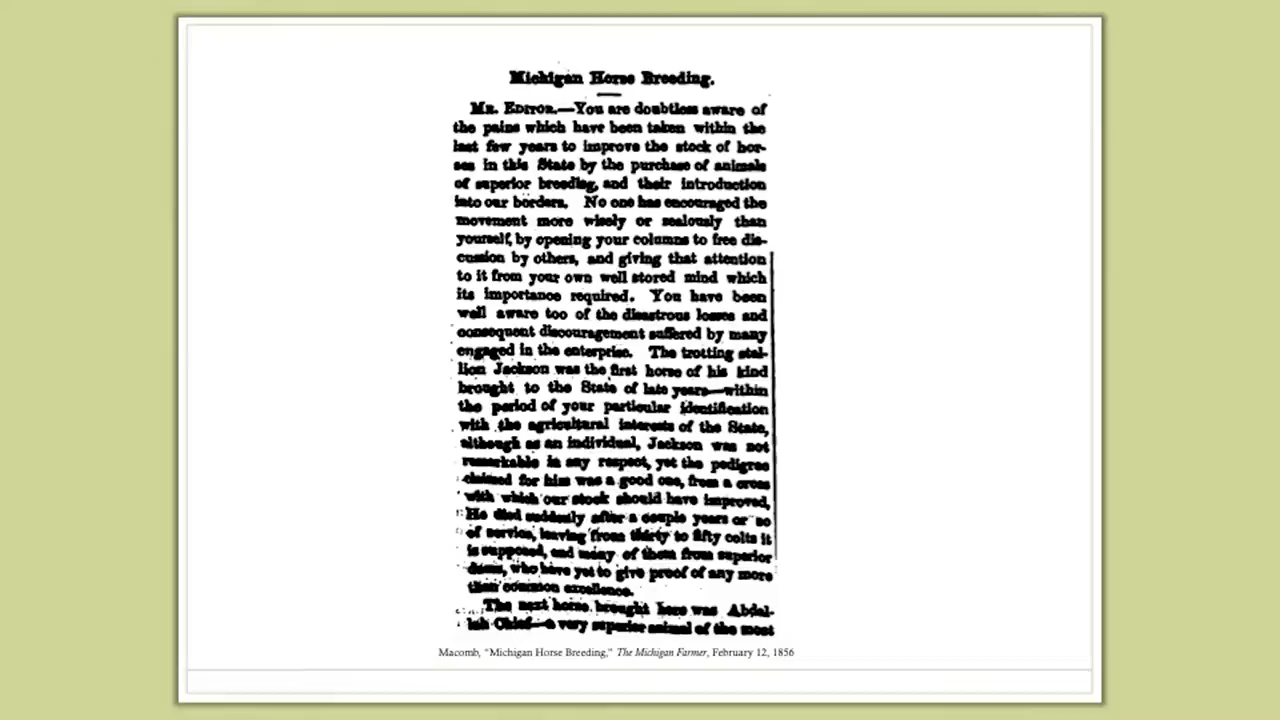 Michigan Horse Breeding.
MR. EDITOR.—You are doubtless aware of
the pains which have been taken within the
last few years to improve the stock of hor-
ses in this State by the purchase of animals
of superior breeding, and their introduction
into our borders. No one has encouraged the
movement more wisely or zealously than
yourself, by opening your columns to free dis-
cussion by others, and giving that attention
to it from your own well stored mind which
its importance required. You have been
well aware too of the disastrous losses and
consequent discouragement suffered by many
engaged in the enterprise. The trotting stal-
lion Jackson was the first horse of his kind
brought to the State of late years—within
the period of your particular identification
with the agricultural interests of the State,
although as an individual, Jackson was not
remarkable in any respect, yet the pedigree
claimed for him was a good one, from a cross
with which our stock should have improved,
He died suddenly after a couple years or so
of service, leaving from thirty to fifty colts it
is supposed, and many of them from superior
dams, who have yet to give proof of any more
than common excellence.
The next horse brought here was Abdal-
lah Chief—a very superior animal of the most
Macomb, “Michigan Horse Breeding,” The Michigan Farmer, February 12, 1856